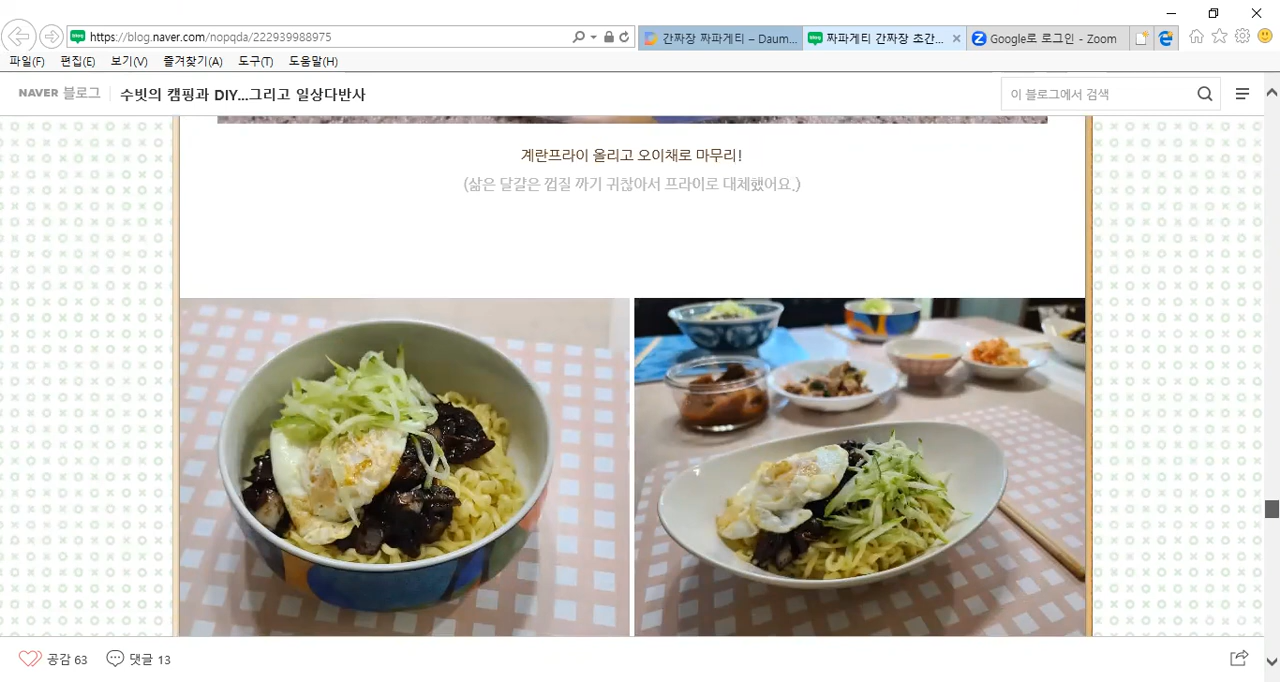 https://blog.naver.com/nopqda/222939988975
간짜장 짜파게티 – Daum...
짜파게티 간짜장 초간...
Google로 로그인 - Zoom
파일(F) 편집(E) 보기(V) 즐겨찾기(A) 도구(T) 도움말(H)
NAVER 블로그
수빗의 캠핑과 DIY...그리고 일상다반사
이 블로그에서 검색
계란프라이 올리고 오이채로 마무리!
(삶은 달걀은 껍질 까기 귀찮아서 프라이로 대체했어요.)
공감 63 댓글 13